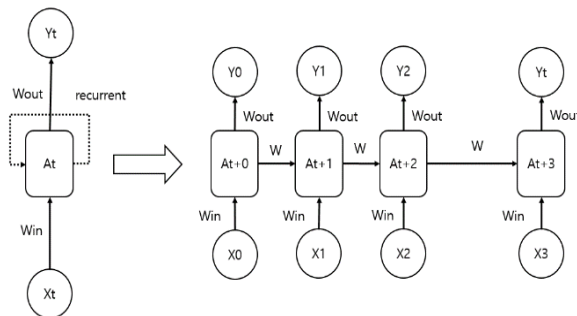 Yt
Wout
recurrent
At
Win
Xt
Y0
Y1
Y2
Yt
Wout
Wout
Wout
Wout
At+0
W
At+1
W
At+2
W
At+3
Win
Win
Win
Win
X0
X1
X2
X3